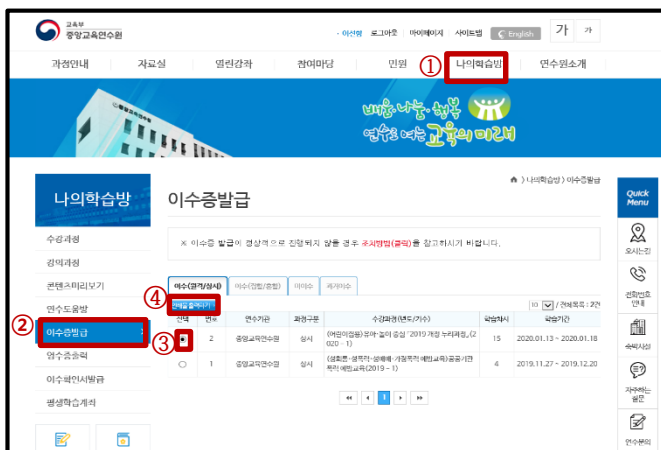 교육부
중앙교육연수원
· 이선영 로그아웃 마이페이지 사이트맵 English 가 가
과정안내 자료실 열린강좌 참여마당 민원 ① 나의학습방 연수원소개
배움·나눔·행복
연수로 여는 교육의 미래
나의학습방
〉나의학습방 〉이수증발급
이수증발급
※ 이수증 발급이 정상적으로 진행되지 않을 경우 조치방법(클릭)을 참고하시기 바랍니다.
수강과정
강의과정
콘텐츠미리보기
연수도움방
② 이수증발급
영수증출력
이수확인서발급
평생학습계좌
이수(원격/상시) 이수(집합/혼합) 미이수 과거이수
④
10 / 전체목록 : 2건
선택 번호 연수기관 과정구분 수강과정(년도/기수) 학습차시 학습기간
③ 2 중앙교육연수원 상시 (어린이집용)유아·놀이 중심 「2019 개정 누리과정」(2020 - 1) 15 2020.01.13 ~ 2020.01.18
1 중앙교육연수원 상시 (성희롱·성폭력·성매매·가정폭력 예방교육)공공기관 폭력 예방교육(2019 - 1) 4 2019.11.27 ~ 2019.12.20
1
Quick
Menu
오시는길
전화번호
안내
숙박시설
자주하는
질문
연수문의